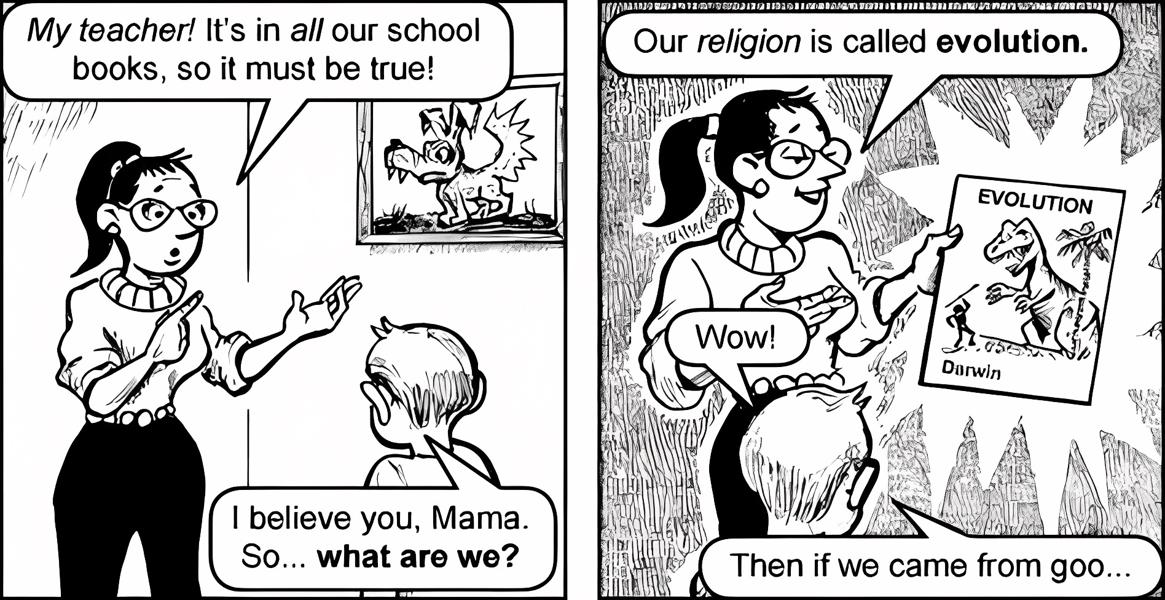 My teacher! It's in all our school
books, so it must be true!
I believe you, Mama.
So... what are we?
Our religion is called evolution.
EVOLUTION
Darwin
Wow!
Then if we came from goo...